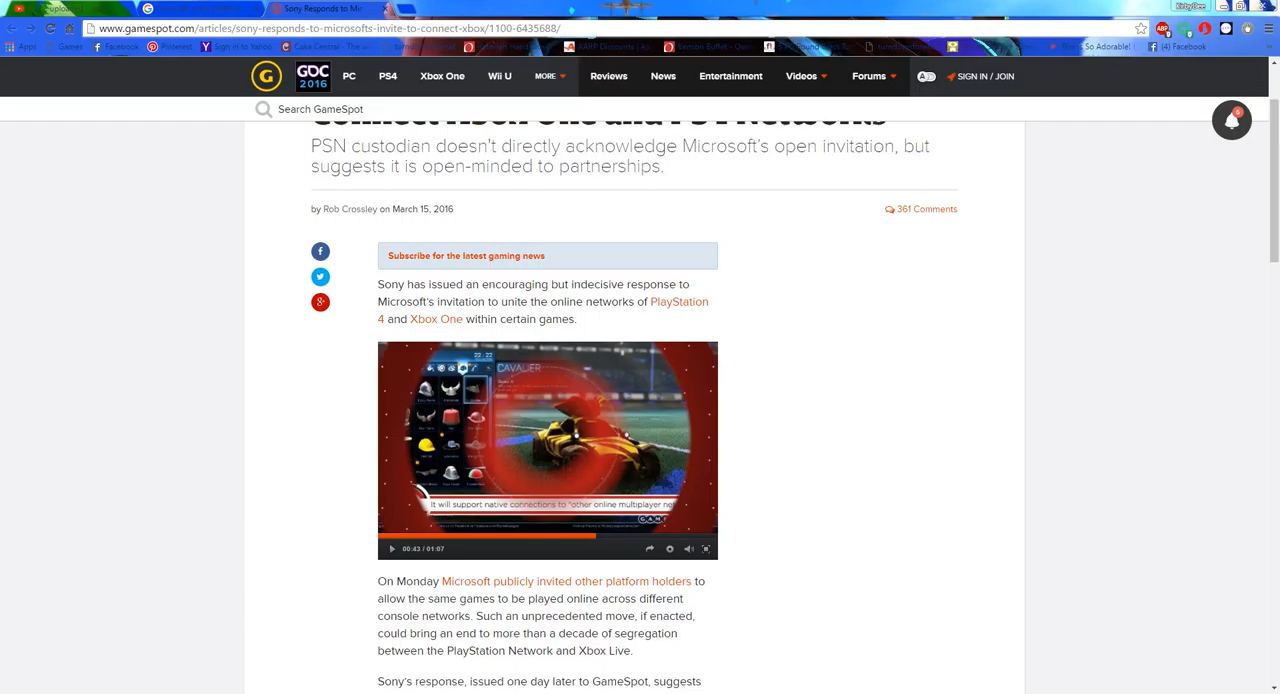 Sony Responds to Mi
www.gamespot.com/articles/sony-responds-to-microsofts-invite-to-connect-xbox/1100-6435688/
Apps Games Facebook Pinterest Sign in to Yahoo AARP Discounts Benson Buffet So Adorable! (4) Facebook
G GDC 2016 PC PS4 Xbox One Wii U MORE Reviews News Entertainment Videos Forums SIGN IN / JOIN
Search GameSpot
6
Connect Xbox One and PS4 Networks
PSN custodian doesn't directly acknowledge Microsoft's open invitation, but
suggests it is open-minded to partnerships.
by Rob Crossley on March 15, 2016
361 Comments
Subscribe for the latest gaming news
Sony has issued an encouraging but indecisive response to
Microsoft's invitation to unite the online networks of PlayStation
4 and Xbox One within certain games.
22 22
CAVALIER
It will support native connections to "other online multiplayer ne
00:43 / 01:07
On Monday Microsoft publicly invited other platform holders to
allow the same games to be played online across different
console networks. Such an unprecedented move, if enacted,
could bring an end to more than a decade of segregation
between the PlayStation Network and Xbox Live.
Sony's response, issued one day later to GameSpot, suggests